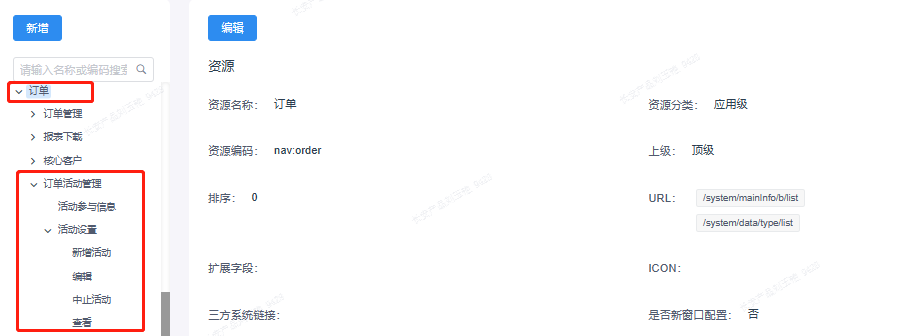 新增
请输入名称或编码搜索
订单
订单管理
报表下载
核心客户
订单活动管理
活动参与信息
活动设置
新增活动
编辑
中止活动
查看
编辑
资源
资源名称： 订单
资源分类： 应用级
资源编码： nav:order
上级： 顶级
排序： 0
URL： /system/mainInfo/b/list
/system/data/type/list
扩展字段：
ICON：
三方系统链接：
是否新窗口配置： 否